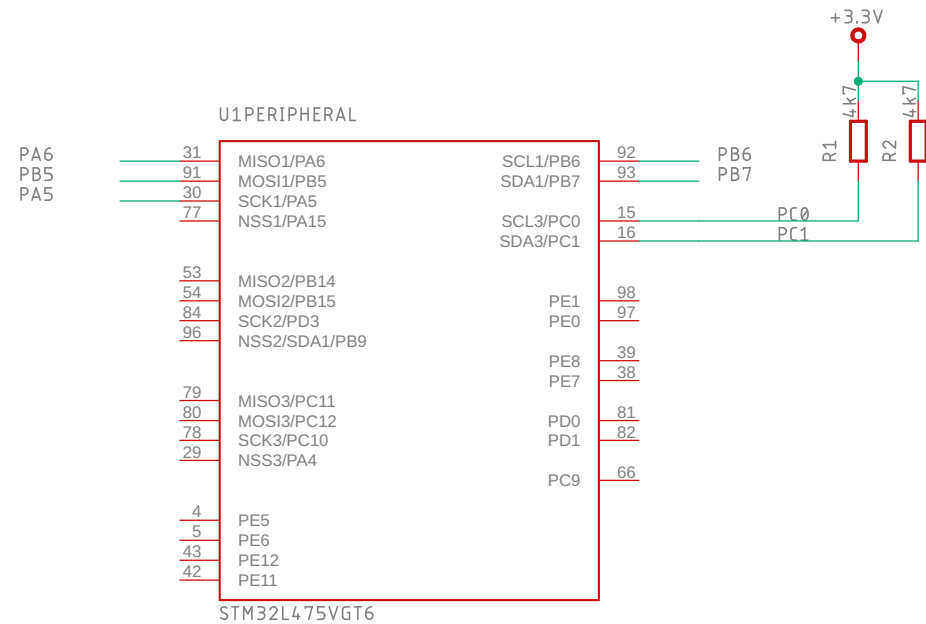 +3.3V
4k7
4k7
R1
R2
U1PERIPHERAL
PA6
PB5
PA5
31
91
30
77
MISO1/PA6
MOSI1/PB5
SCK1/PA5
NSS1/PA15
53
54
84
96
MISO2/PB14
MOSI2/PB15
SCK2/PD3
NSS2/SDA1/PB9
79
80
78
29
MISO3/PC11
MOSI3/PC12
SCK3/PC10
NSS3/PA4
4
5
43
42
PE5
PE6
PE12
PE11
SCL1/PB6
SDA1/PB7
92
93
PB6
PB7
SCL3/PC0
SDA3/PC1
15
16
PC0
PC1
PE1
PE0
98
97
PE8
PE7
39
38
PD0
PD1
81
82
PC9
66
STM32L475VGT6